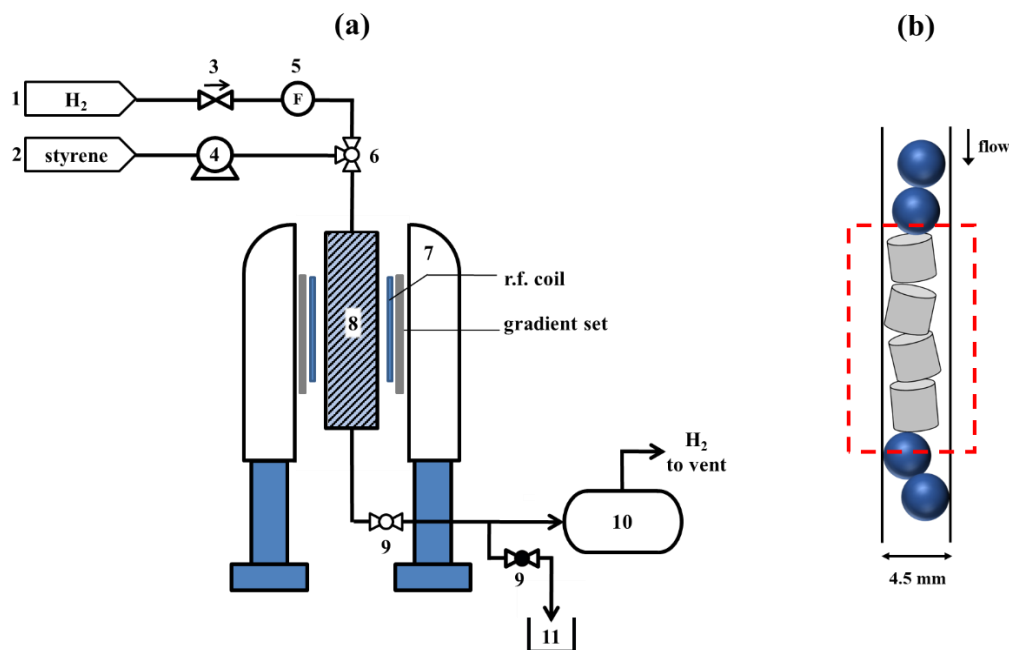 (a)
(b)
1
H₂
3
5
F
2
styrene
4
6
7
r.f. coil
gradient set
8
H₂
to vent
9
10
9
11
flow
4.5 mm